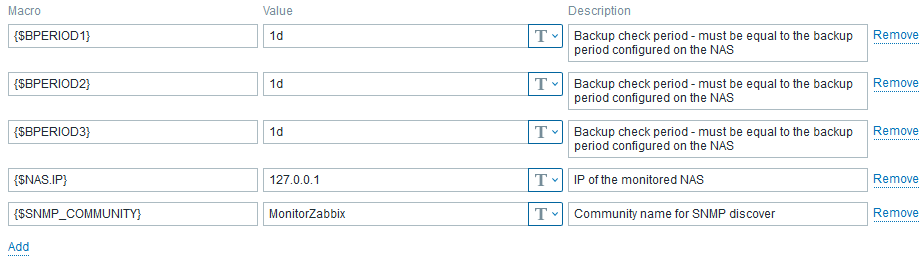 Macro Value Description
{$BPERIOD1} 1d T Backup check period - must be equal to the backup Remove
period configured on the NAS
{$BPERIOD2} 1d T Backup check period - must be equal to the backup Remove
period configured on the NAS
{$BPERIOD3} 1d T Backup check period - must be equal to the backup Remove
period configured on the NAS
{$NAS.IP} 127.0.0.1 T IP of the monitored NAS Remove
{$SNMP_COMMUNITY} MonitorZabbix T Community name for SNMP discover Remove
Add